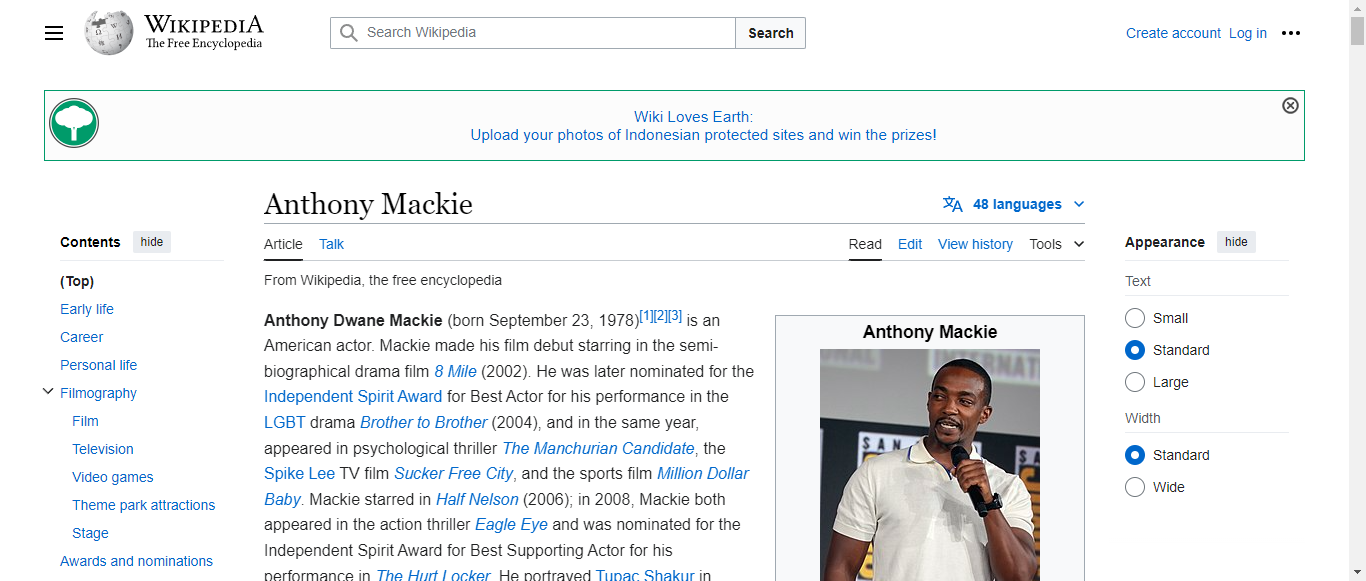 WIKIPEDIA
The Free Encyclopedia
Search Wikipedia
Search
Create account Log in
Wiki Loves Earth:
Upload your photos of Indonesian protected sites and win the prizes!
Contents hide
(Top)
Early life
Career
Personal life
Filmography
Film
Television
Video games
Theme park attractions
Stage
Awards and nominations
Anthony Mackie
48 languages
Article Talk
Read Edit View history Tools
From Wikipedia, the free encyclopedia
Anthony Dwane Mackie (born September 23, 1978)[1][2][3] is an
American actor. Mackie made his film debut starring in the semi-
biographical drama film 8 Mile (2002). He was later nominated for the
Independent Spirit Award for Best Actor for his performance in the
LGBT drama Brother to Brother (2004), and in the same year,
appeared in psychological thriller The Manchurian Candidate, the
Spike Lee TV film Sucker Free City, and the sports film Million Dollar
Baby. Mackie starred in Half Nelson (2006); in 2008, Mackie both
appeared in the action thriller Eagle Eye and was nominated for the
Independent Spirit Award for Best Supporting Actor for his
performance in The Hurt Locker. He portrayed Tupac Shakur in
Anthony Mackie
Appearance hide
Text
Small
Standard
Large
Width
Standard
Wide